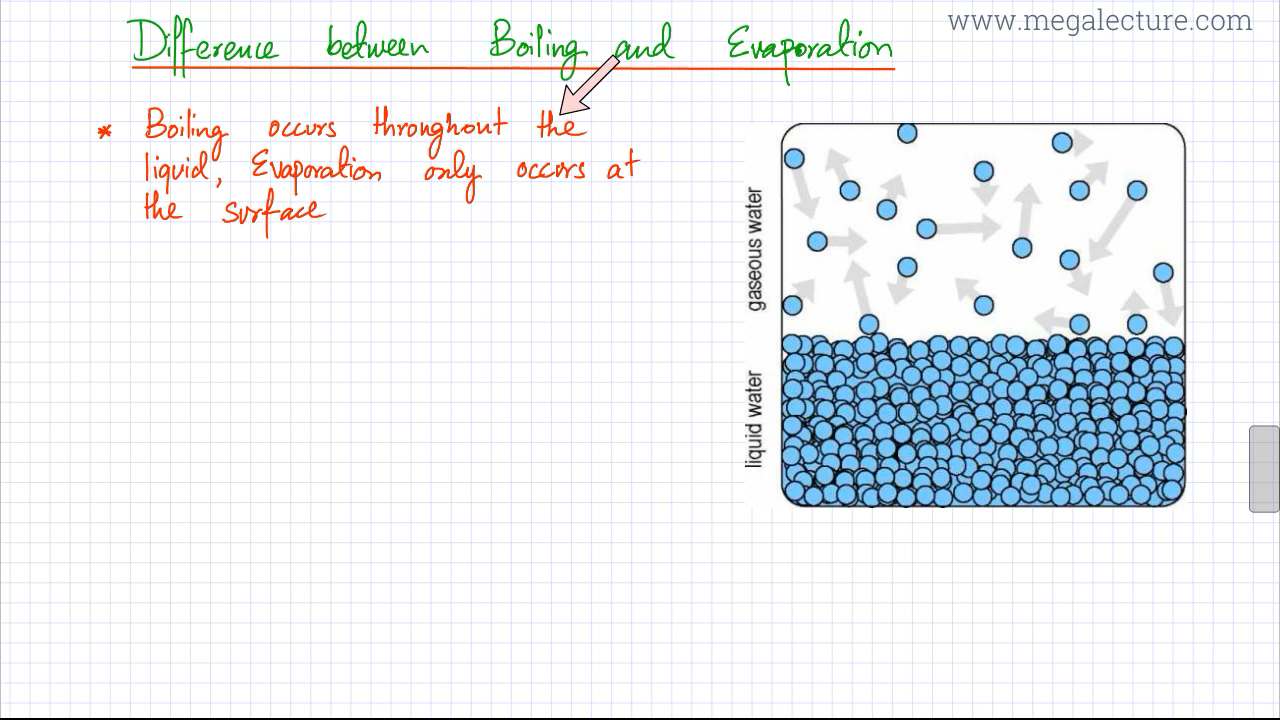 www.megalecture.com
Difference between Boiling and Evaporation
* Boiling occurs throughout the
liquid, Evaporation only occurs at
the surface
gaseous water
liquid water